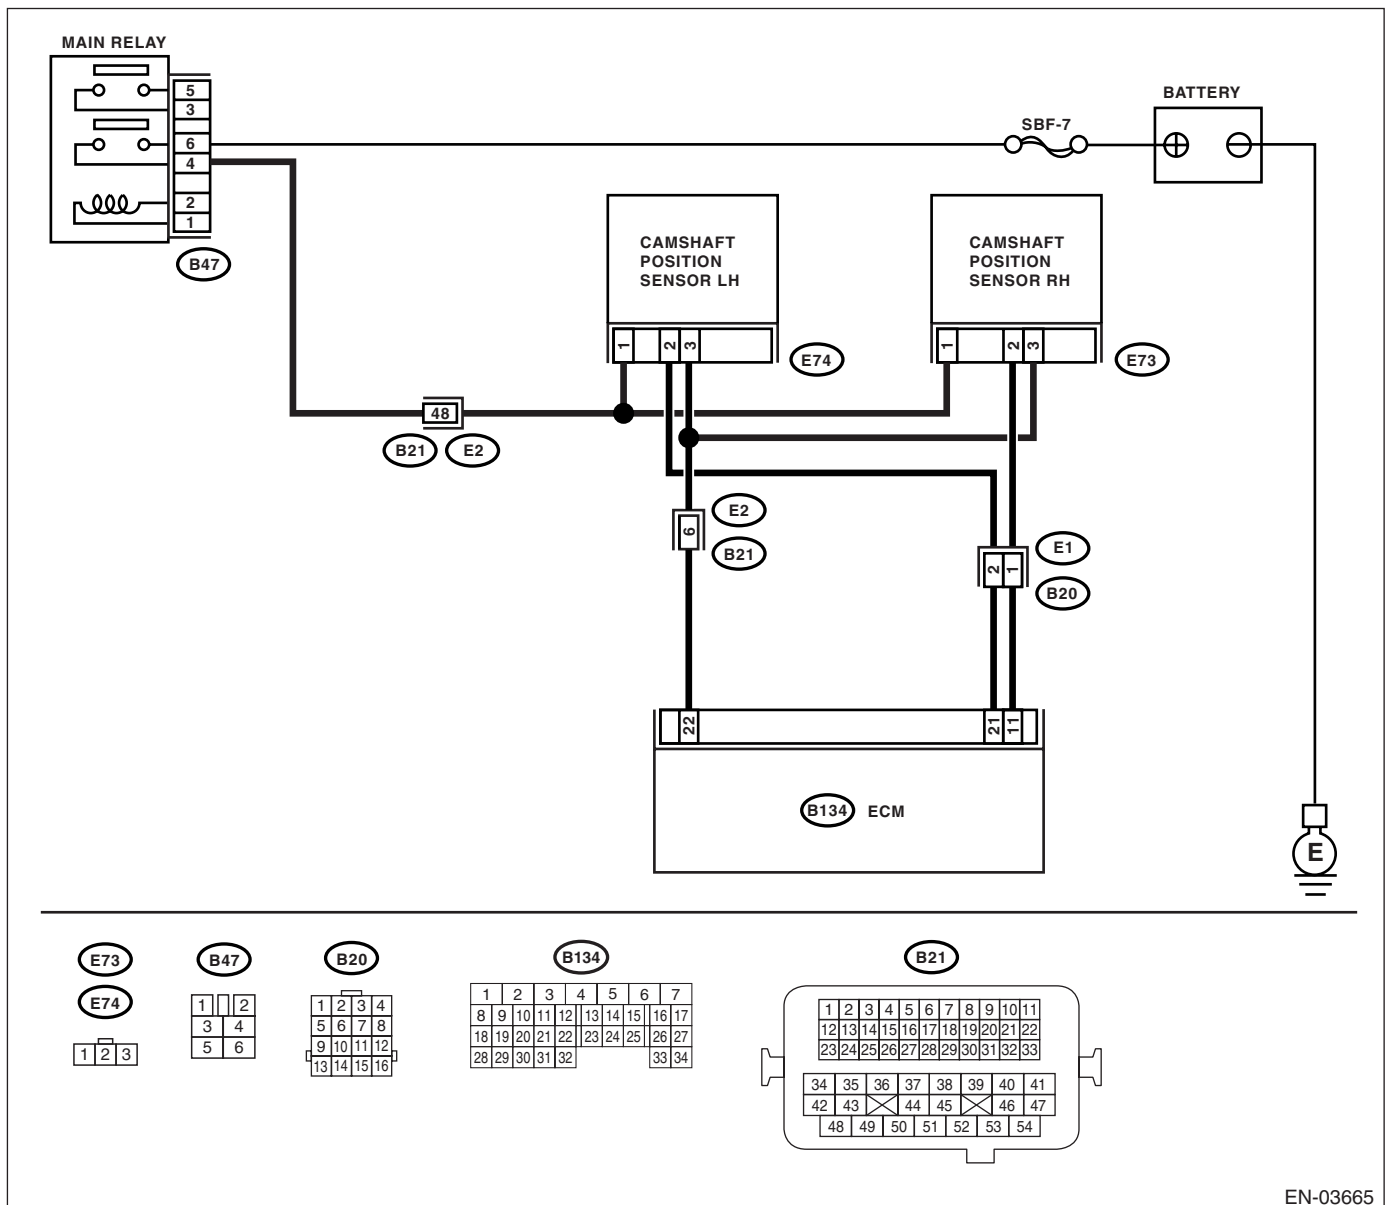 MAIN RELAY
5
3
6
4
2
1
B47
SBF-7
BATTERY
CAMSHAFT
POSITION
SENSOR LH
1 2 3
E74
CAMSHAFT
POSITION
SENSOR RH
1 2 3
E73
48
B21 E2
6
E2
B21
2 1
E1
B20
22 21 11
B134 ECM
E
E73
E74
1 2 3
B47
1 2
3 4
5 6
B20
1 2 3 4
5 6 7 8
9 10 11 12
13 14 15 16
B134
1 2 3 4 5 6 7
8 9 10 11 12 13 14 15 16 17
18 19 20 21 22 23 24 25 26 27
28 29 30 31 32 33 34
B21
1 2 3 4 5 6 7 8 9 10 11
12 13 14 15 16 17 18 19 20 21 22
23 24 25 26 27 28 29 30 31 32 33
34 35 36 37 38 39 40 41
42 43 44 45 46 47
48 49 50 51 52 53 54
EN-03665